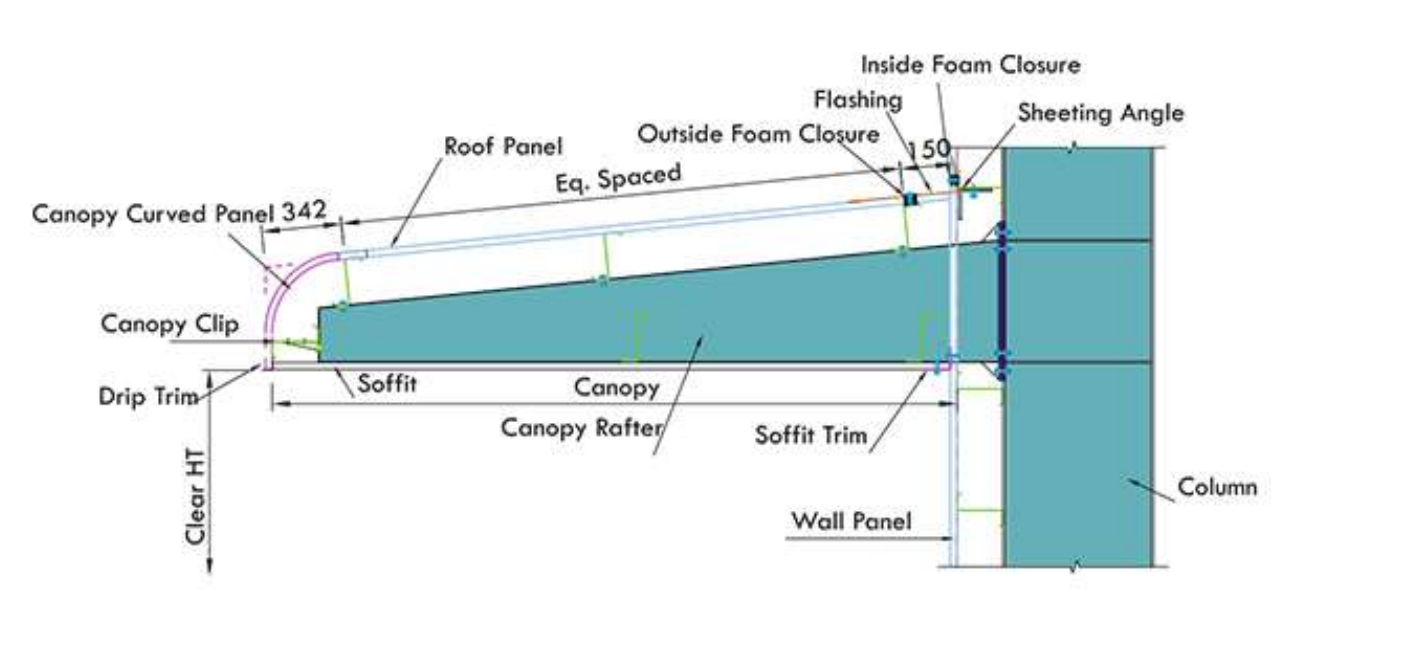 Inside Foam Closure
Flashing
Sheeting Angle
Outside Foam Closure
150
Roof Panel
Eq. Spaced
Canopy Curved Panel 342
Canopy Clip
Drip Trim
Soffit
Canopy
Canopy Rafter
Soffit Trim
Clear HT
Column
Wall Panel